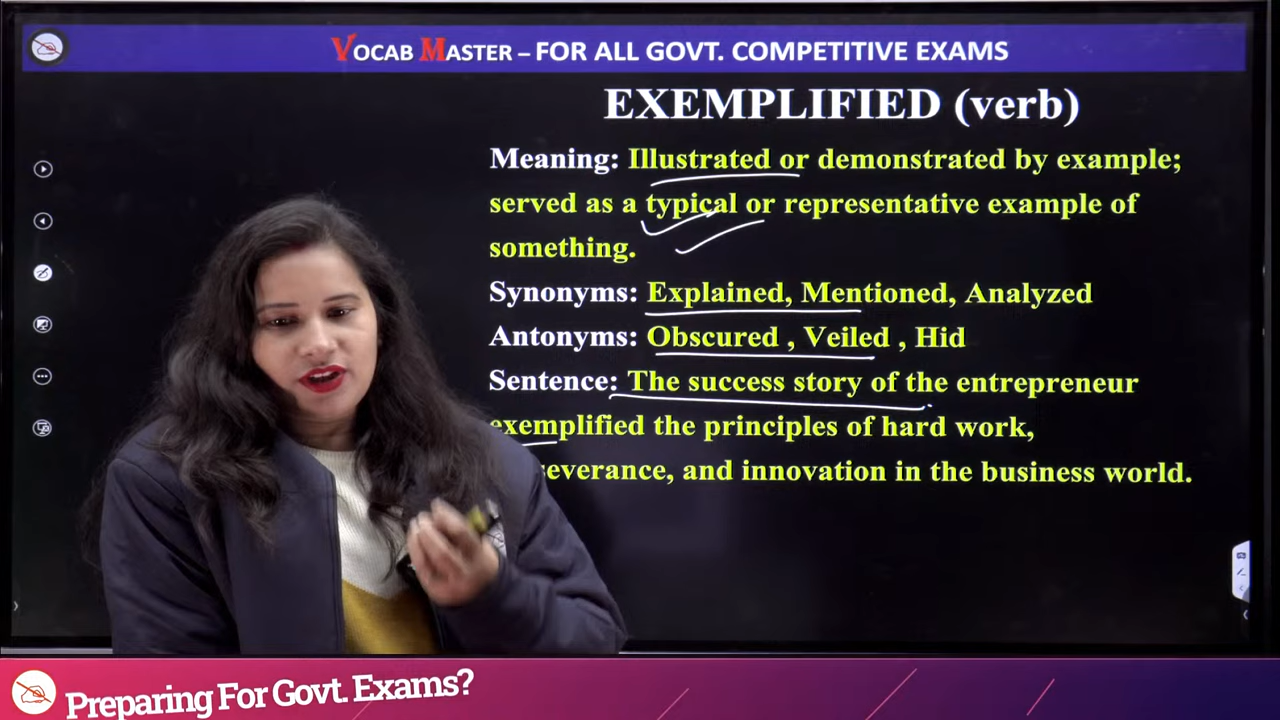 VOCAB MASTER – FOR ALL GOVT. COMPETITIVE EXAMS
EXEMPLIFIED (verb)
Meaning: Illustrated or demonstrated by example;
served as a typical or representative example of
something.
Synonyms: Explained, Mentioned, Analyzed
Antonyms: Obscured , Veiled , Hid
Sentence: The success story of the entrepreneur
exemplified the principles of hard work,
severance, and innovation in the business world.
Preparing For Govt. Exams?